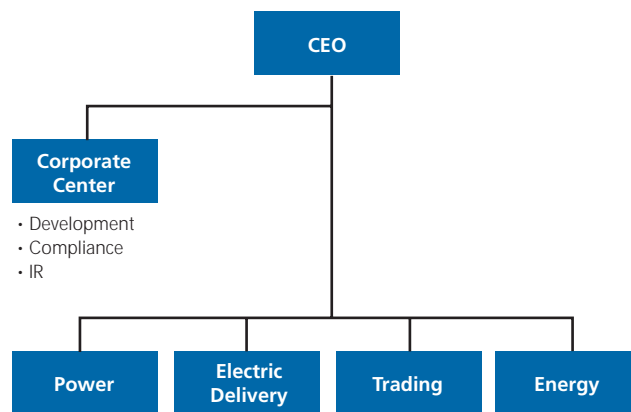 CEO
Corporate
Center
• Development
• Compliance
• IR
Power
Electric
Delivery
Trading
Energy